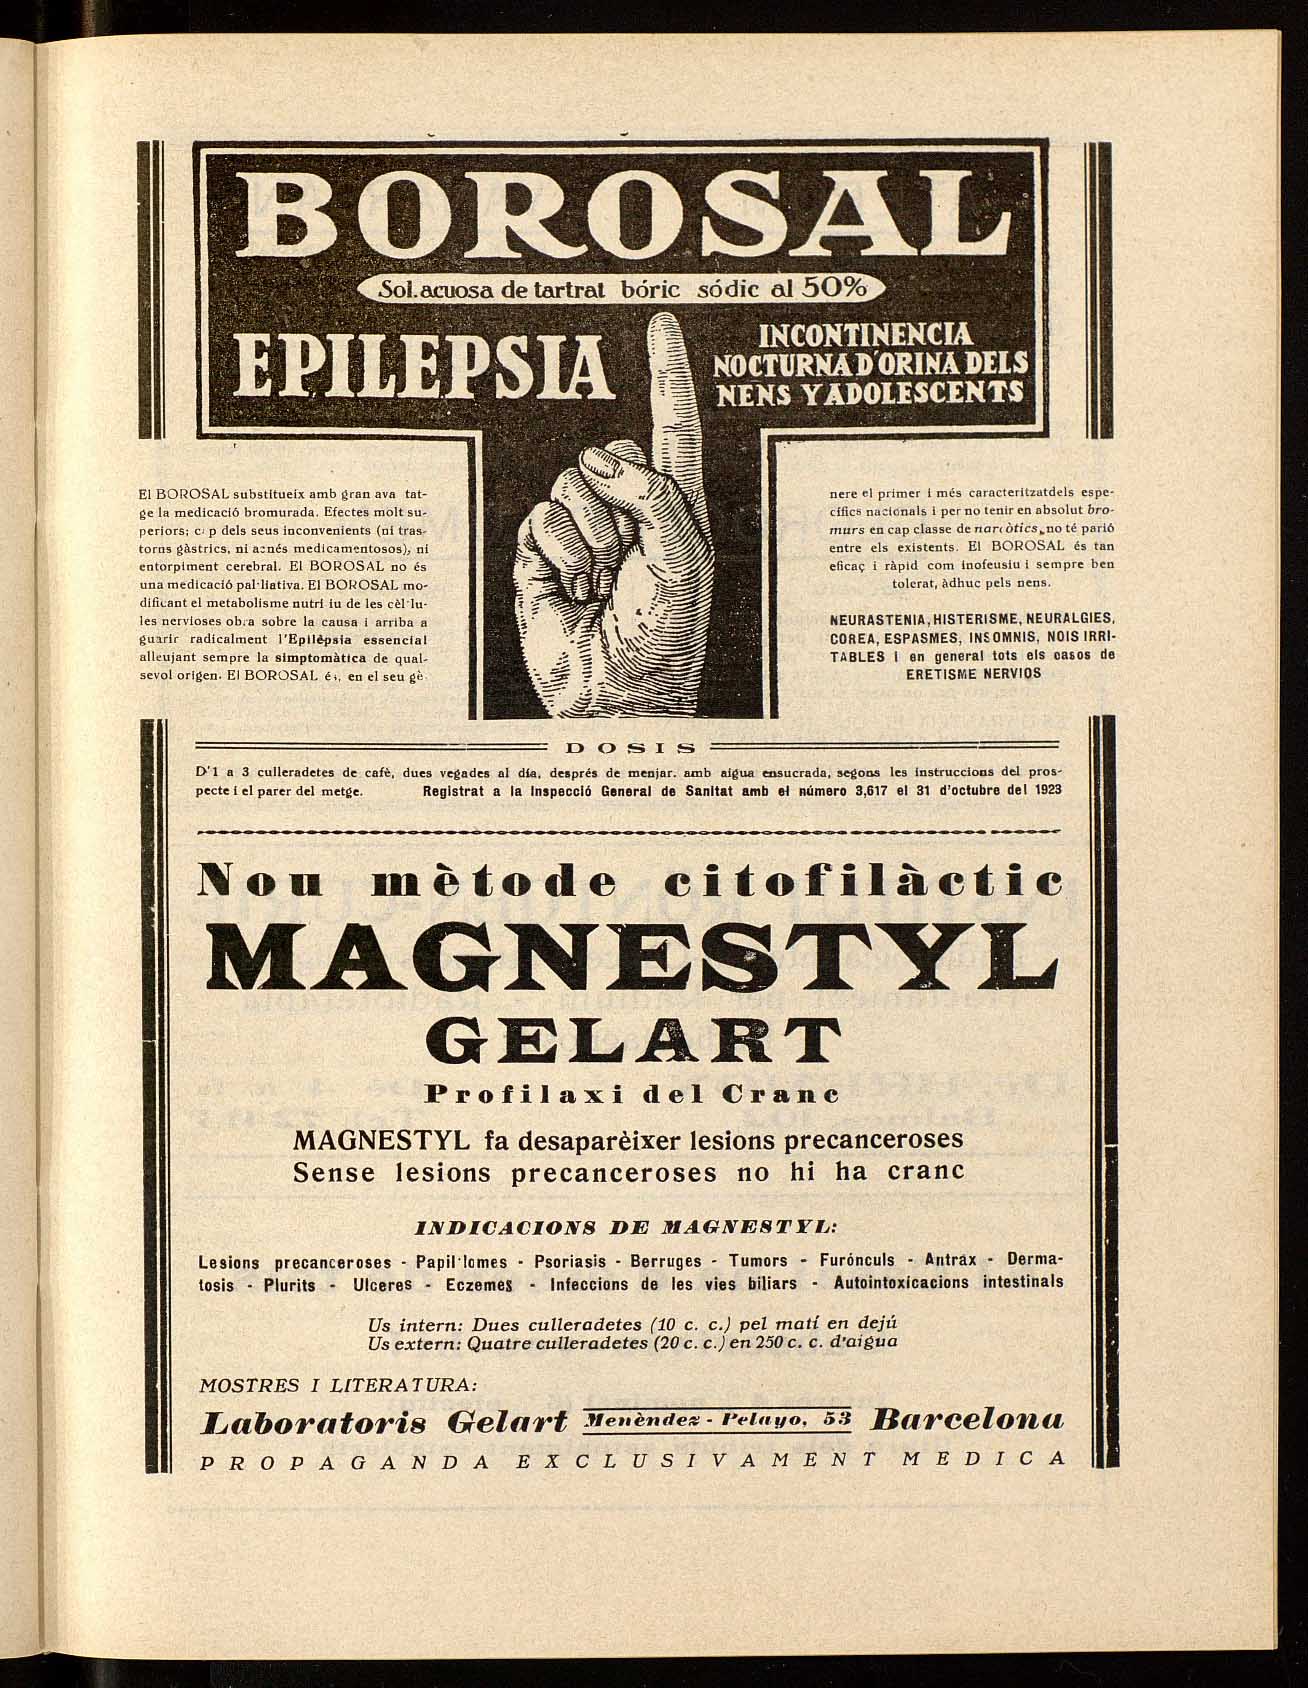 BOROSAL
Sol. acuosa de tartrat bóric sódic al 50%
EPILEPSIA
INCONTINENCIA
NOCTURNA D'ORINA DELS
NENS Y ADOLESCENTS
El BOROSAL substitueix amb gran ava tat-
ge la medicació bromurada. Efectes molt su-
periors; c p dels seus inconvenients (ni tras-
torns gàstrics, ni acnés medicamentosos), ni
entorpiment cerebral. El BOROSAL no és
una medicació pal·liativa. El BOROSAL mo-
dificant el metabolisme nutri iu de les cèl·lu-
les nervioses obra sobre la causa i arriba a
guarir radicalment l'Epilèpsia essencial
alleujant sempre la simptomàtica de qual-
sevol origen. El BOROSAL és, en el seu gè
nere el primer i més caracteritzatdels espe-
cífics nacionals i per no tenir en absolut bro-
murs en cap classe de narcòtics, no té parió
entre els existents. El BOROSAL és tan
eficaç i ràpid com inofeusiu i sempre ben
tolerat, àdhuc pels nens.
NEURASTENIA, HISTERISME, NEURALGIES,
COREA, ESPASMES, INSOMNIS, NOIS IRRI-
TABLES i en general tots els casos de
ERETISME NERVIOS
DOSIS
D'1 a 3 culleradetes de cafè, dues vegades al día, després de menjar. amb aigua ensucrada, segons les instruccions del pros-
pecte i el parer del metge. Registrat a la Inspecció General de Sanitat amb el número 3,617 el 31 d'octubre del 1923
Nou mètode citofilàctic
MAGNESTYL
GELART
Profilaxi del Cranc
MAGNESTYL fa desaparèixer lesions precanceroses
Sense lesions precanceroses no hi ha cranc
INDICACIONS DE MAGNESTYL:
Lesions precanceroses - Papil·lomes - Psoriasis - Berruges - Tumors - Furónculs - Antrax - Derma-
tosis - Plurits - Ulceres - Eczemes - Infeccions de les vies biliars - Autointoxicacions intestinals
Us intern: Dues culleradetes (10 c. c.) pel matí en dejú
Us extern: Quatre culleradetes (20 c. c.) en 250 c. c. d'aigua
MOSTRES I LITERATURA:
Laboratoris Gelart Menèndez - Pelayo, 53 Barcelona
PROPAGANDA EXCLUSIVAMENT MEDICA